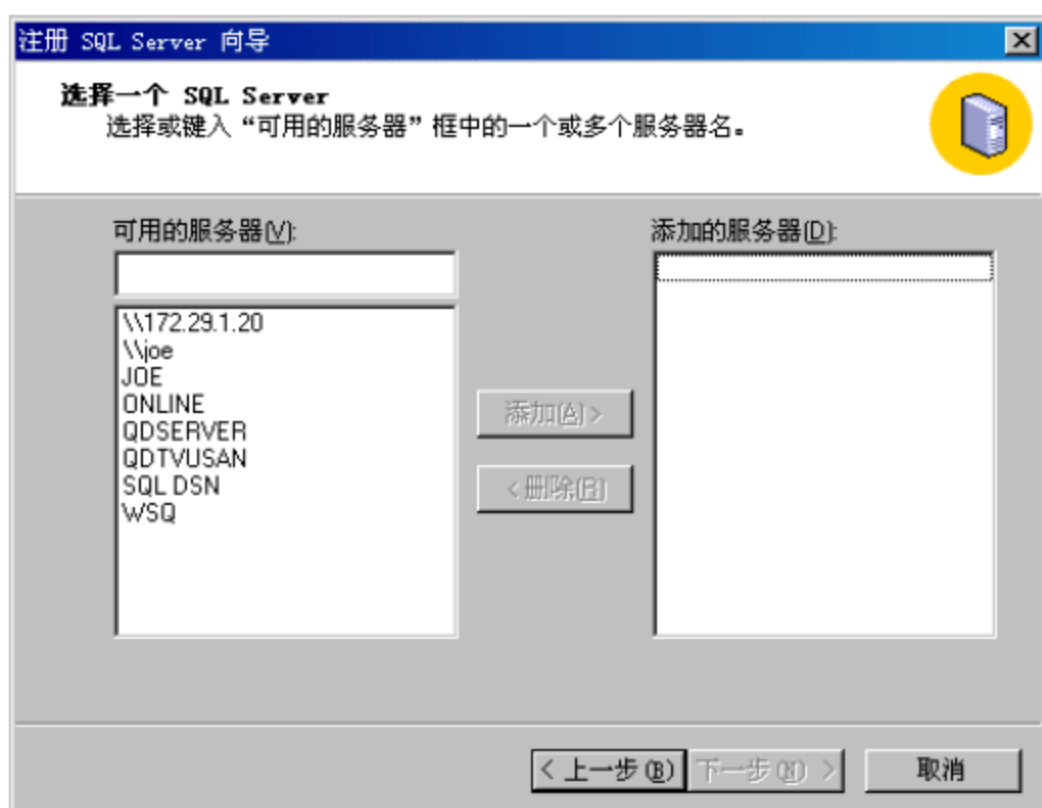 注册 SQL Server 向导
选择一个 SQL Server
选择或键入“可用的服务器”框中的一个或多个服务器名。
可用的服务器(V):
添加的服务器(D):
\\172.29.1.20
\\joe
JOE
ONLINE
QDSERVER
QDTVUSAN
SQL DSN
WSQ
添加(A) >
< 删除(R)
< 上一步(B)
下一步(N) >
取消